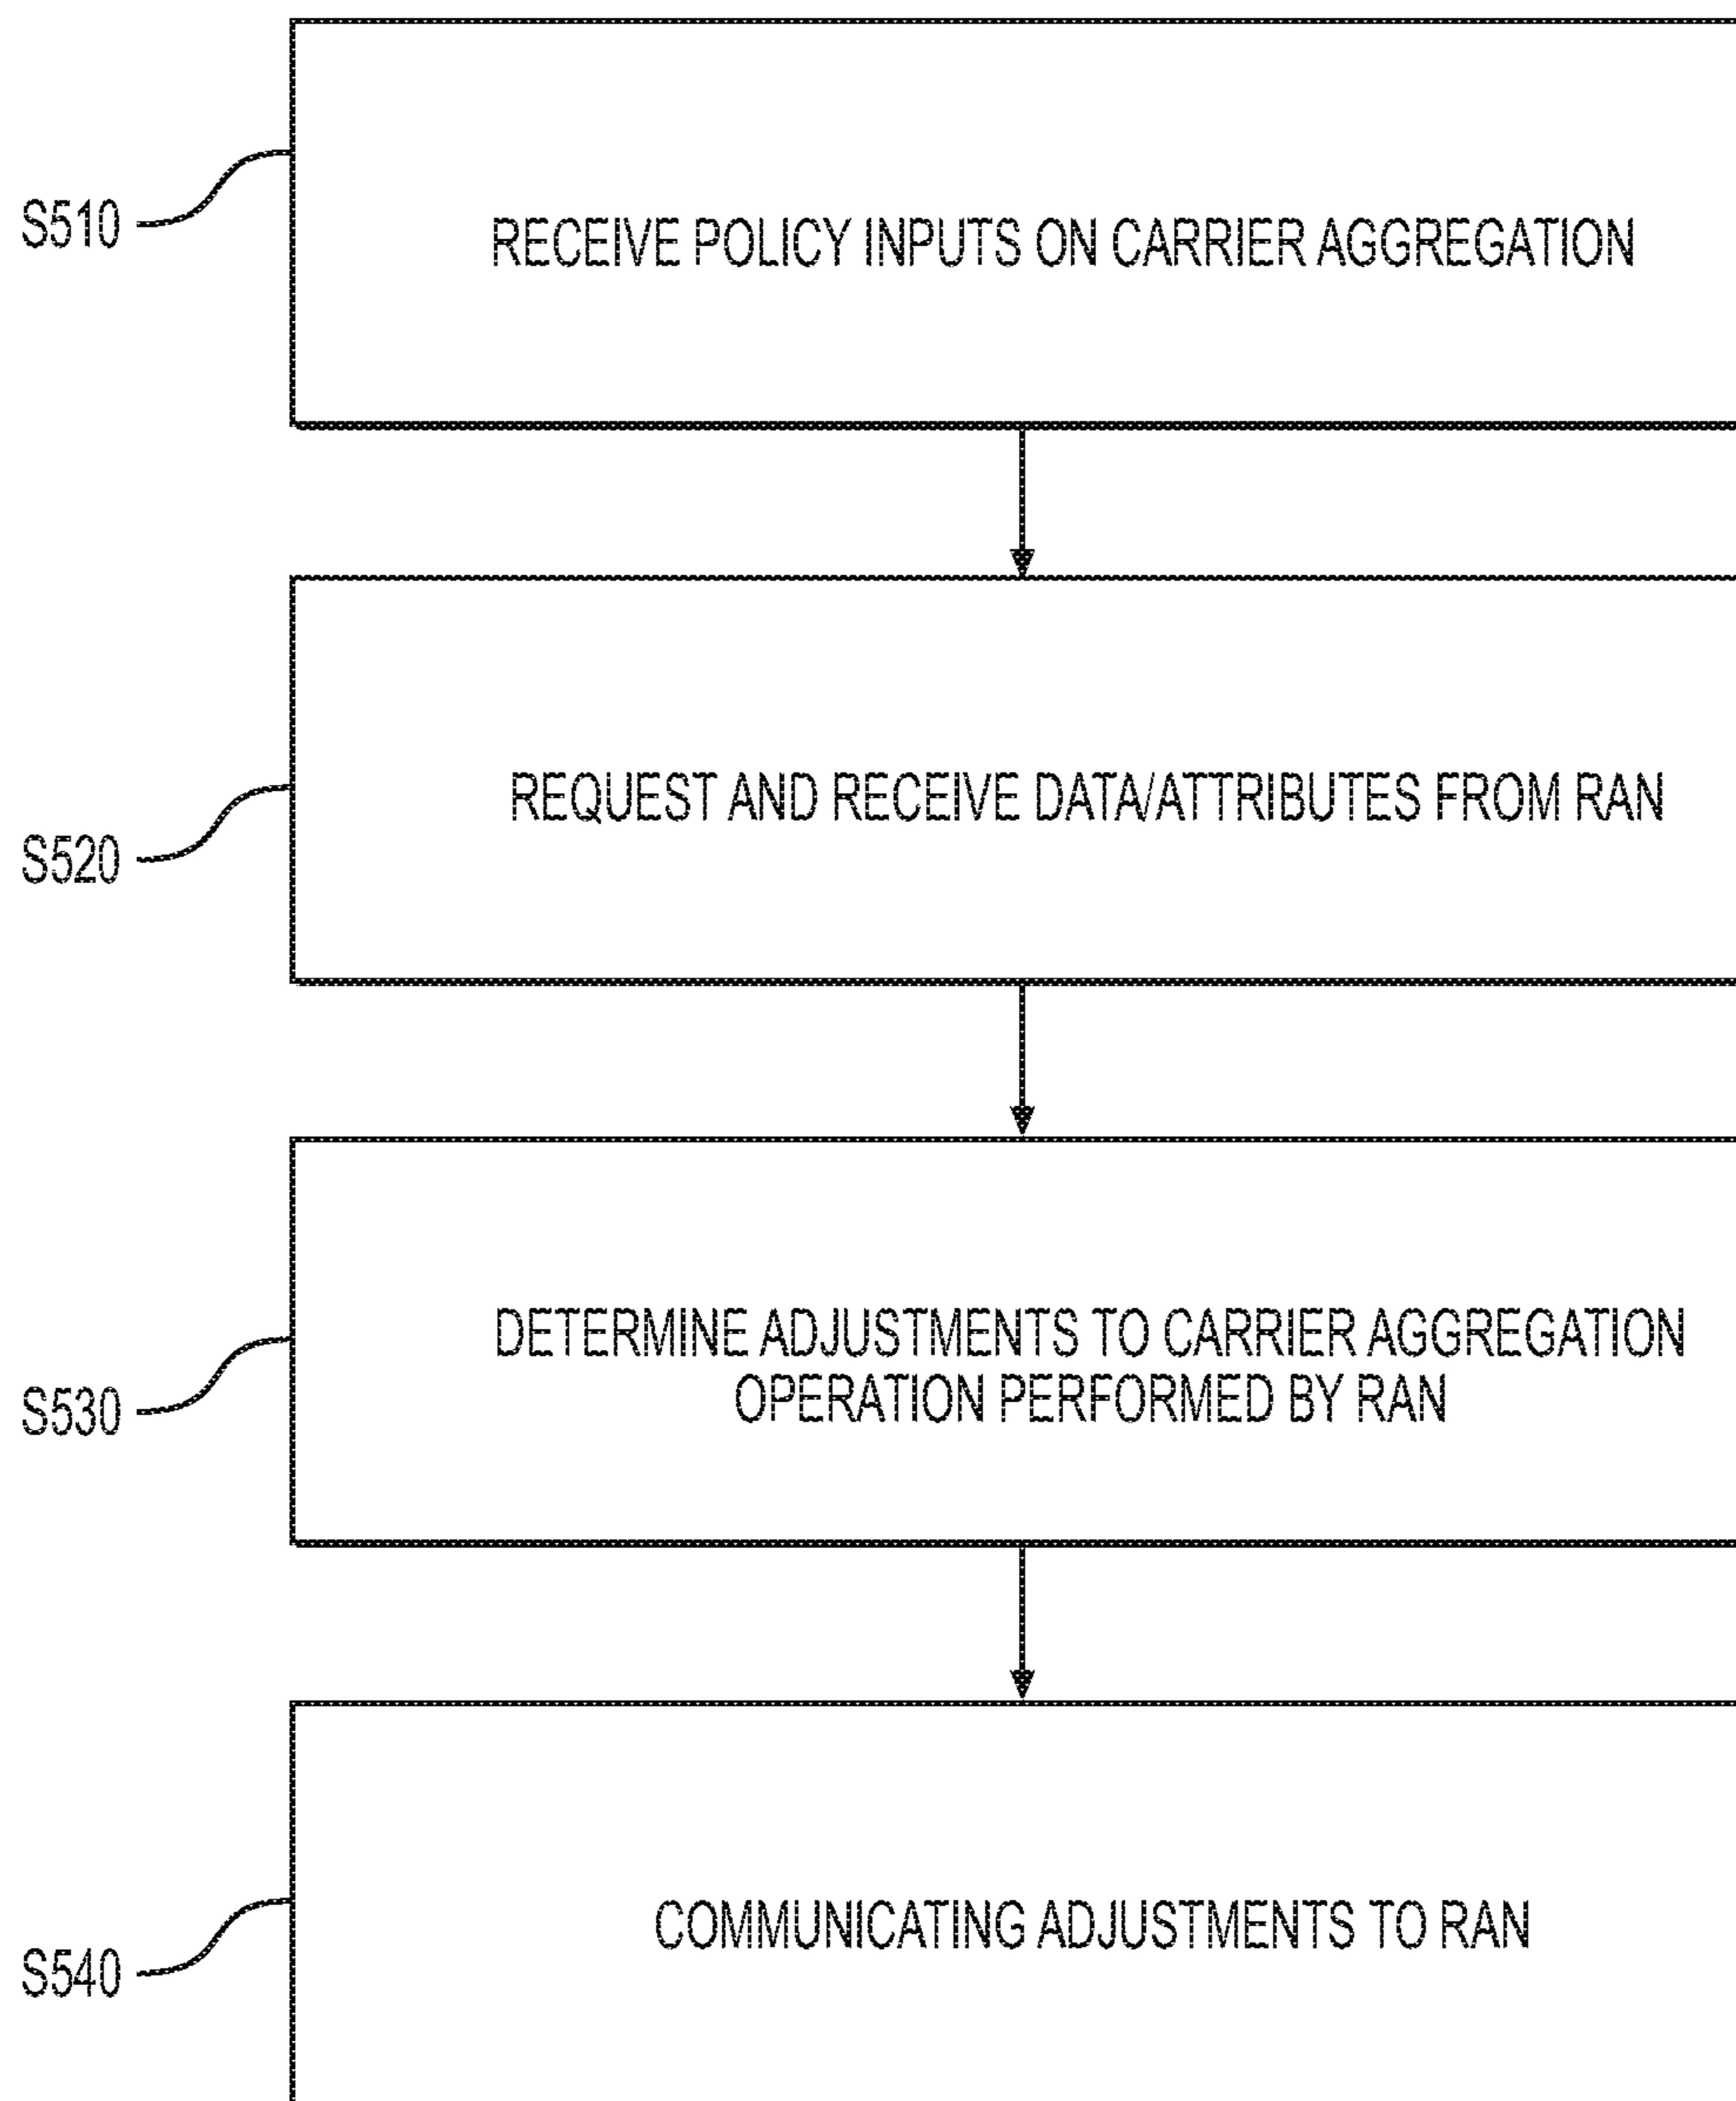 S510
RECEIVE POLICY INPUTS ON CARRIER AGGREGATION
S520
REQUEST AND RECEIVE DATA/ATTRIBUTES FROM RAN
S530
DETERMINE ADJUSTMENTS TO CARRIER AGGREGATION
OPERATION PERFORMED BY RAN
S540
COMMUNICATING ADJUSTMENTS TO RAN